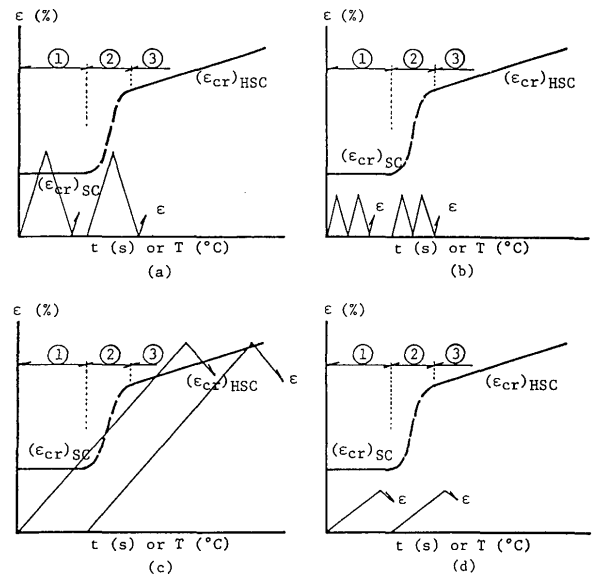 ε (%)
① ② ③
(εcr)HSC
(εcr)SC
ε
t (s) or T (°C)
(a)
ε (%)
① ② ③
(εcr)HSC
(εcr)SC
ε ε
t (s) or T (°C)
(b)
ε (%)
① ② ③
(εcr)HSC
ε
(εcr)SC
t (s) or T (°C)
(c)
ε (%)
① ② ③
(εcr)HSC
(εcr)SC
ε ε
t (s) or T (°C)
(d)